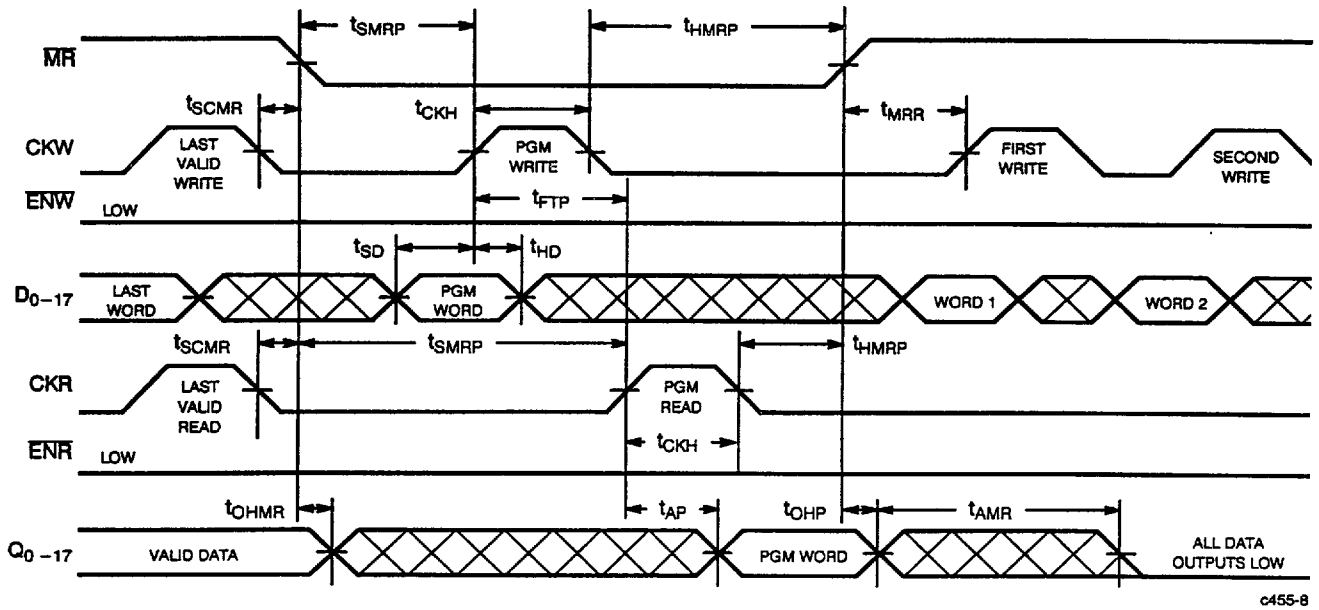 tSMRP
tHMRP
MR
tSCMR
tCKH
tMRR
CKW
LAST VALID WRITE
PGM WRITE
FIRST WRITE
SECOND WRITE
ENW
LOW
tFTP
tSD
tHD
D0–17
LAST WORD
PGM WORD
WORD 1
WORD 2
tSCMR
tSMRP
tHMRP
CKR
LAST VALID READ
PGM READ
ENR
LOW
tCKH
tOHMR
tAP
tOHP
tAMR
Q0 –17
VALID DATA
PGM WORD
ALL DATA OUTPUTS LOW
c455-8